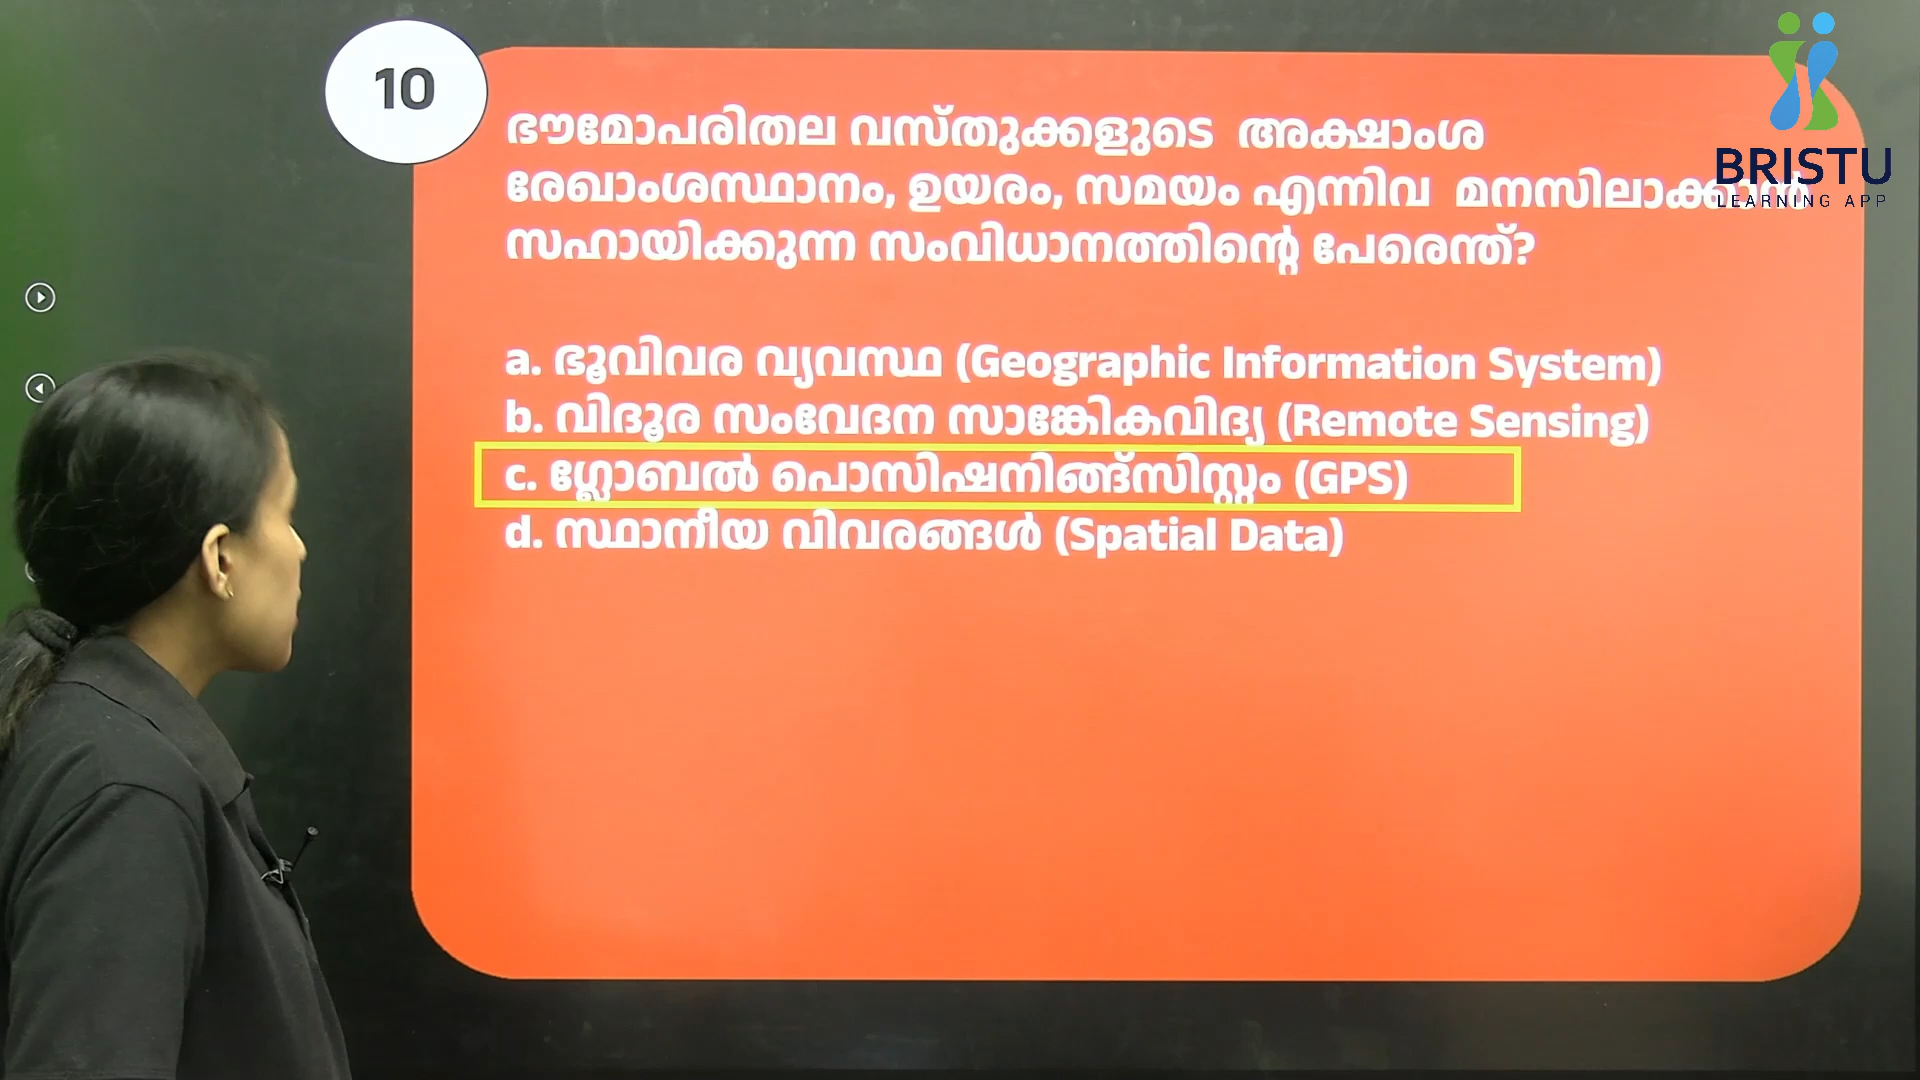 10
BRISTU
LEARNING APP
ഭൗമോപരിതല വസ്തുക്കളുടെ അക്ഷാംശ
രേഖാംശസ്ഥാനം, ഉയരം, സമയം എന്നിവ മനസിലാക്കാൻ
സഹായിക്കുന്ന സംവിധാനത്തിന്റെ പേരെന്ത്?
a. ഭൂവിവര വ്യവസ്ഥ (Geographic Information System)
b. വിദൂര സംവേദന സാങ്കേികവിദ്യ (Remote Sensing)
c. ഗ്ലോബൽ പൊസിഷനിങ്ങ്സിസ്റ്റം (GPS)
d. സ്ഥാനീയ വിവരങ്ങൾ (Spatial Data)